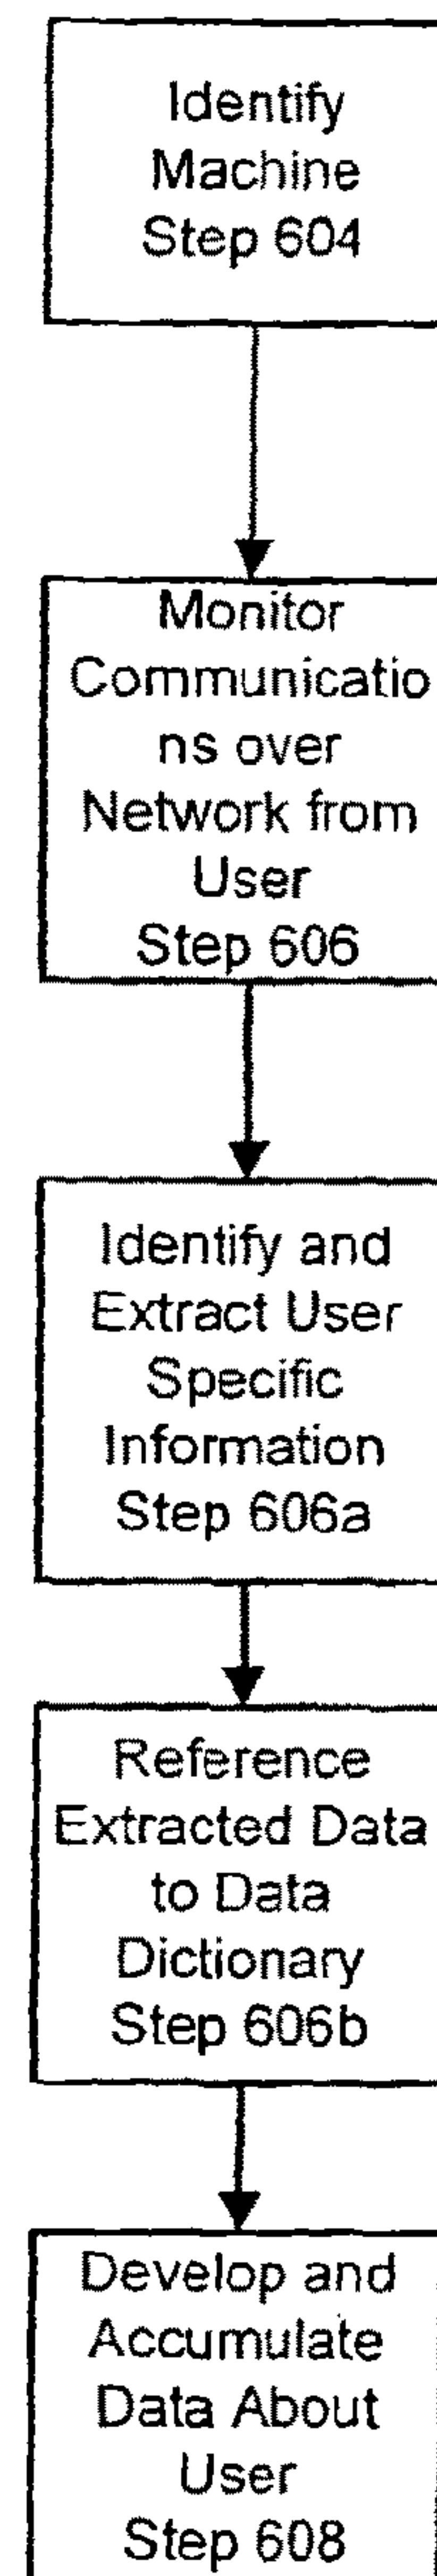 Identify
Machine
Step 604
Monitor
Communicatio
ns over
Network from
User
Step 606
Identify and
Extract User
Specific
Information
Step 606a
Reference
Extracted Data
to Data
Dictionary
Step 606b
Develop and
Accumulate
Data About
User
Step 608